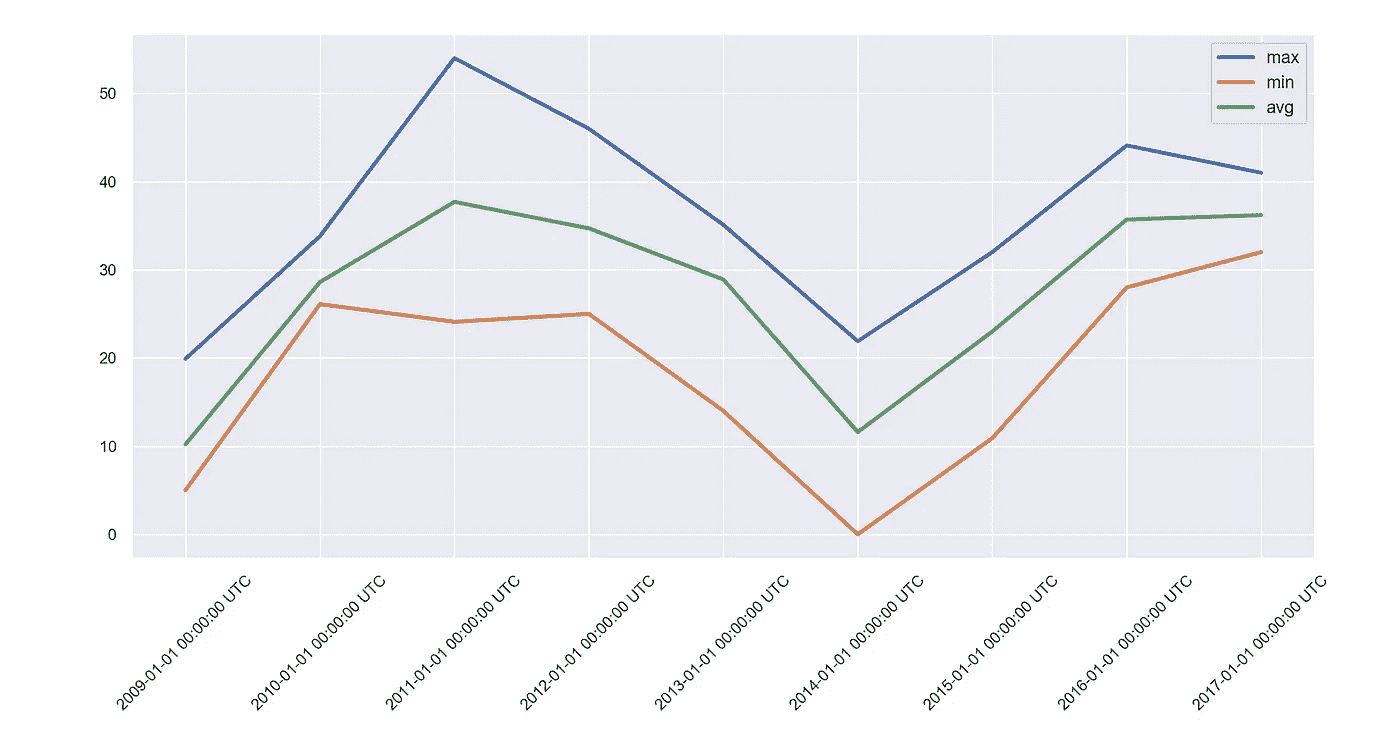 max
min
avg
50
40
30
20
10
0
2009-01-01 00:00:00 UTC
2010-01-01 00:00:00 UTC
2011-01-01 00:00:00 UTC
2012-01-01 00:00:00 UTC
2013-01-01 00:00:00 UTC
2014-01-01 00:00:00 UTC
2015-01-01 00:00:00 UTC
2016-01-01 00:00:00 UTC
2017-01-01 00:00:00 UTC